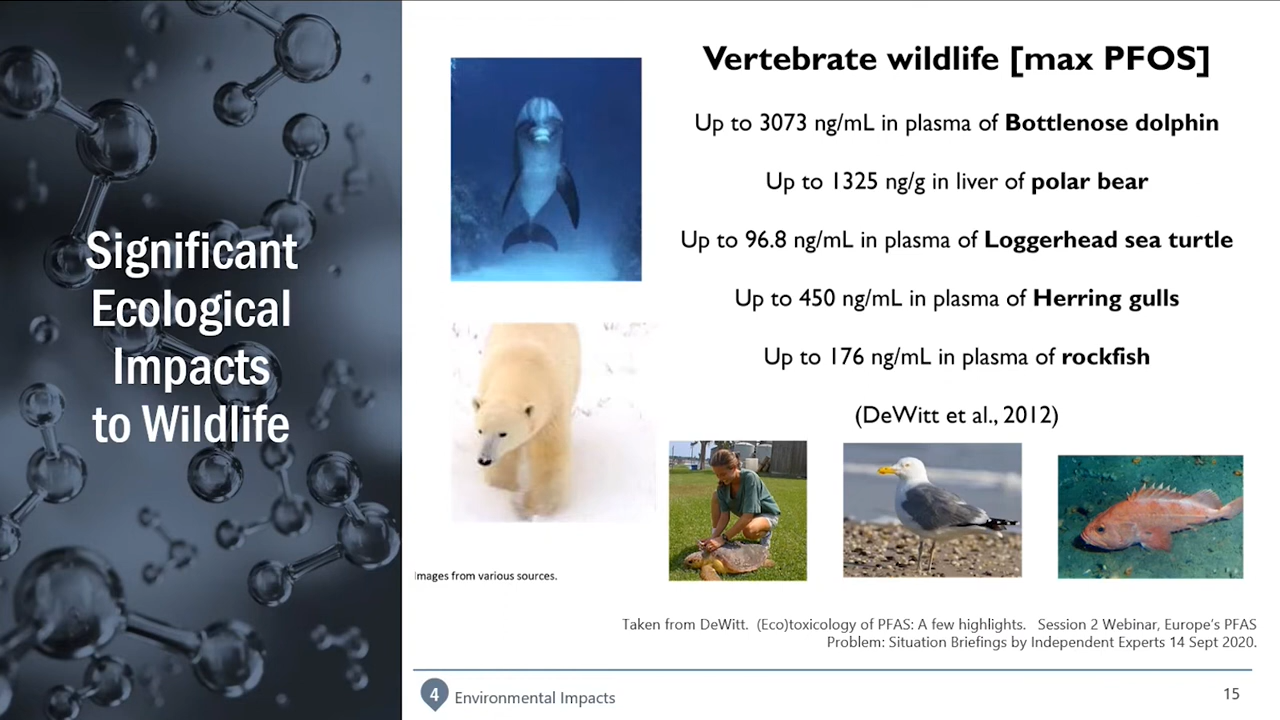 Significant
Ecological
Impacts
to Wildlife
Vertebrate wildlife [max PFOS]
Up to 3073 ng/mL in plasma of Bottlenose dolphin
Up to 1325 ng/g in liver of polar bear
Up to 96.8 ng/mL in plasma of Loggerhead sea turtle
Up to 450 ng/mL in plasma of Herring gulls
Up to 176 ng/mL in plasma of rockfish
(DeWitt et al., 2012)
Images from various sources.
Taken from DeWitt. (Eco)toxicology of PFAS: A few highlights. Session 2 Webinar, Europe's PFAS
Problem: Situation Briefings by Independent Experts 14 Sept 2020.
4 Environmental Impacts
15